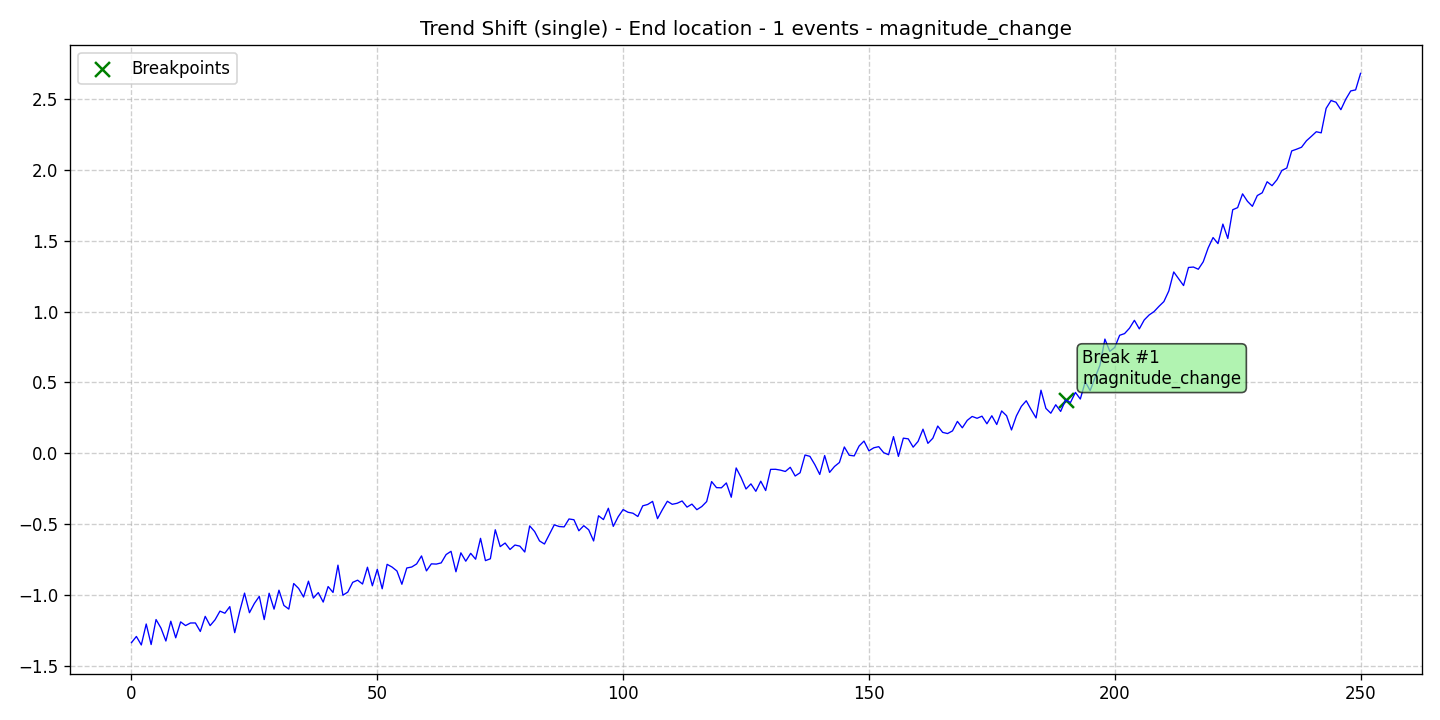 Trend Shift (single) - End location - 1 events - magnitude_change
Breakpoints
2.5
2.0
1.5
1.0
0.5
0.0
−0.5
−1.0
−1.5
Break #1
magnitude_change
0 50 100 150 200 250